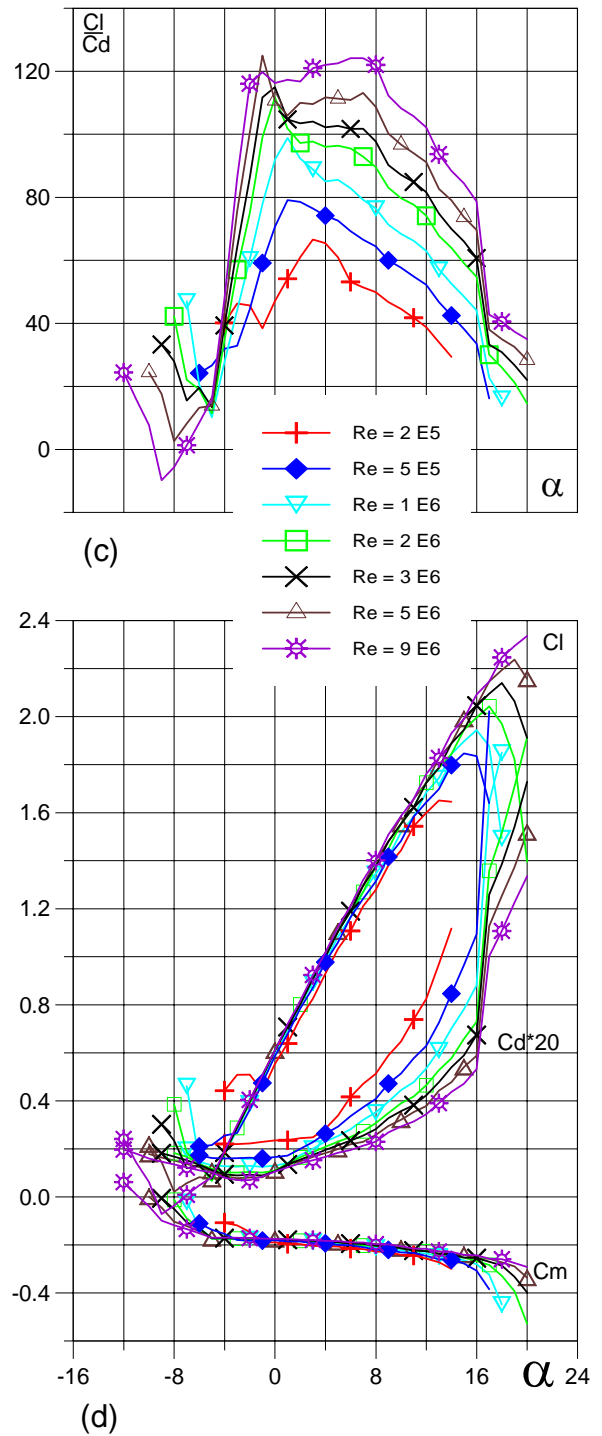 Cl
Cd
120
80
40
0
α
(c)
Re = 2 E5
Re = 5 E5
Re = 1 E6
Re = 2 E6
Re = 3 E6
Re = 5 E6
Re = 9 E6
2.4
Cl
2.0
1.6
1.2
0.8
Cd*20
0.4
0.0
Cm
-0.4
-16 -8 0 8 16 α 24
(d)